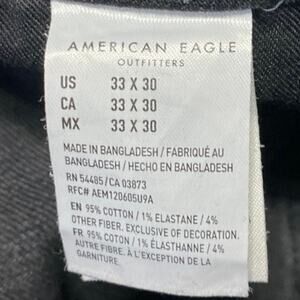 AMERICAN EAGLE
OUTFITTERS
US 33 X 30
CA 33 X 30
MX 33 X 30
MADE IN BANGLADESH / FABRIQUÉ AU
BANGLADESH / HECHO EN BANGLADESH
RN 54485 / CA 03873
RFC# AEM120605U9A
EN 95% COTTON / 1% ELASTANE / 4%
OTHER FIBER, EXCLUSIVE OF DECORATION.
FR 95% COTON / 1% ÉLASTHANNE / 4%
AUTRE FIBRE. À L'EXCEPTION DE LA
GARNITURE.